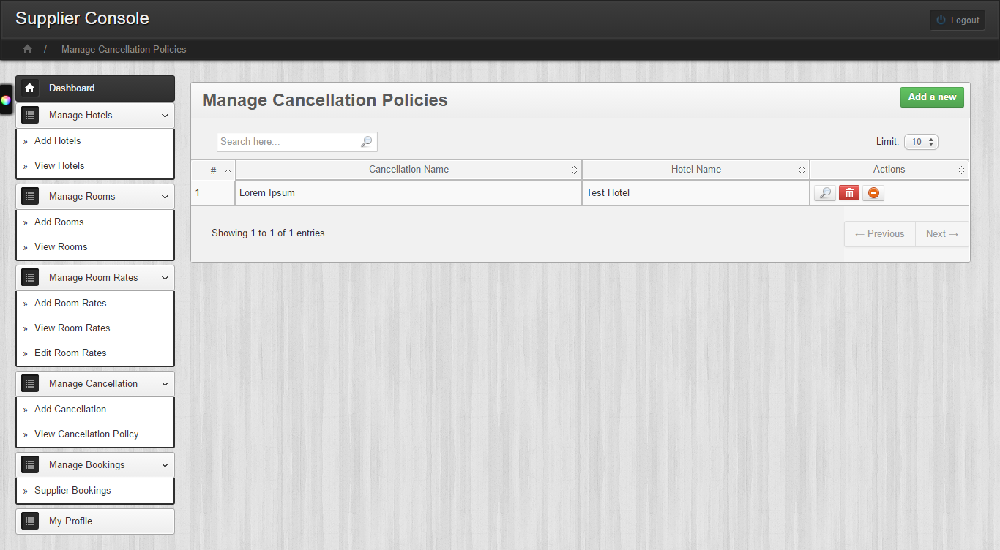 Supplier Console
Logout
/ Manage Cancellation Policies
Dashboard
Manage Hotels
» Add Hotels
» View Hotels
Manage Rooms
» Add Rooms
» View Rooms
Manage Room Rates
» Add Room Rates
» View Room Rates
» Edit Room Rates
Manage Cancellation
» Add Cancellation
» View Cancellation Policy
Manage Bookings
» Supplier Bookings
My Profile
Manage Cancellation Policies
Add a new
Search here...
Limit: 10
# Cancellation Name Hotel Name Actions
1 Lorem Ipsum Test Hotel
Showing 1 to 1 of 1 entries
← Previous Next →